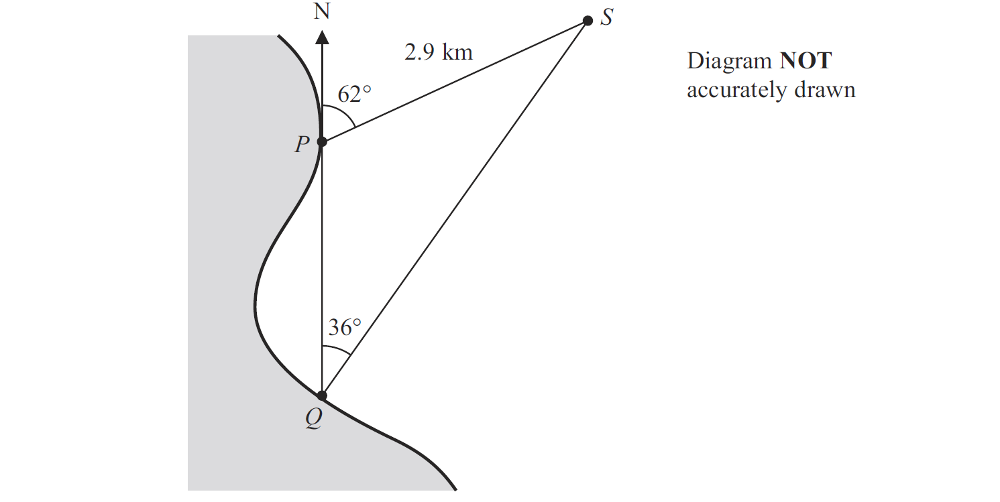 N
S
2.9 km
Diagram NOT
accurately drawn
62°
P
36°
Q